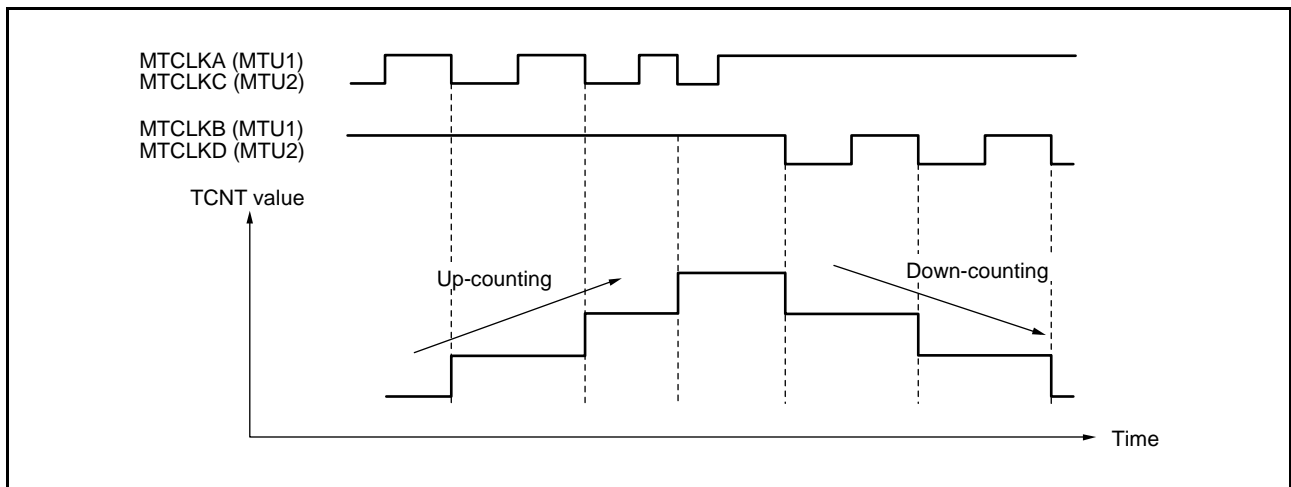 MTCLKA (MTU1)
MTCLKC (MTU2)
MTCLKB (MTU1)
MTCLKD (MTU2)
TCNT value
Up-counting
Down-counting
Time